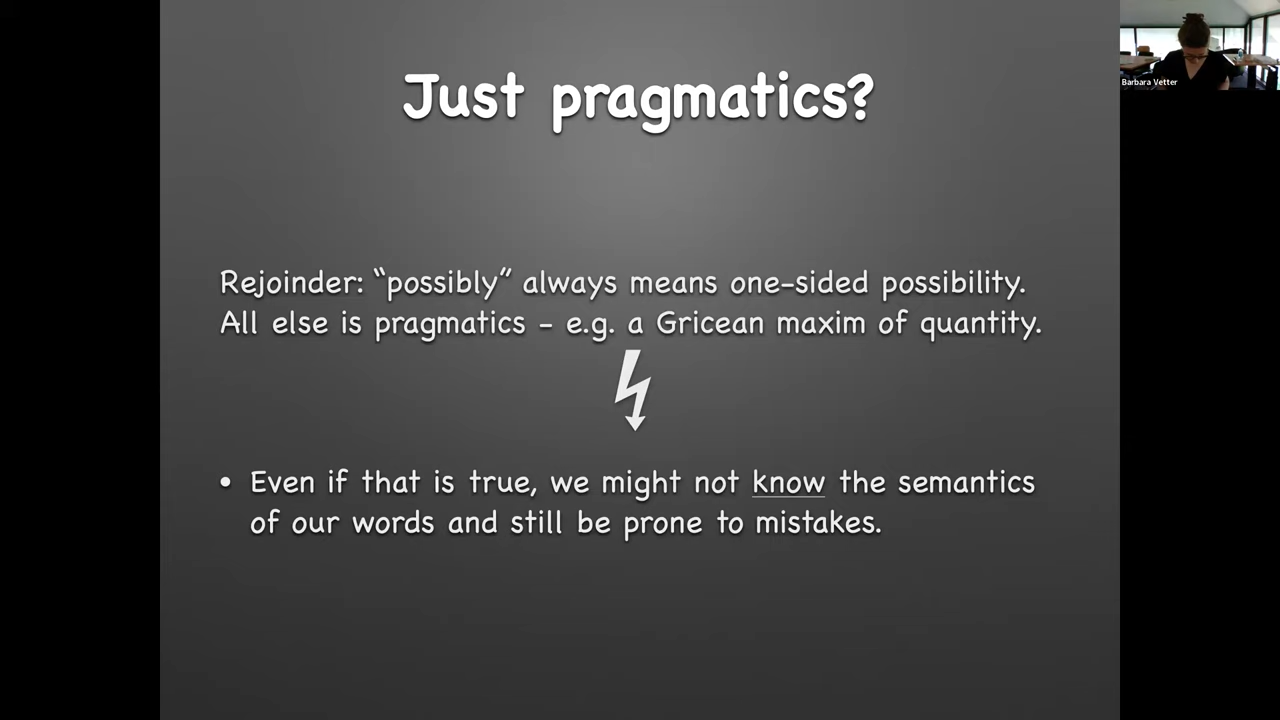 Just pragmatics?
Barbara Vetter
Rejoinder: “possibly” always means one-sided possibility.
All else is pragmatics - e.g. a Gricean maxim of quantity.
• Even if that is true, we might not know the semantics
of our words and still be prone to mistakes.